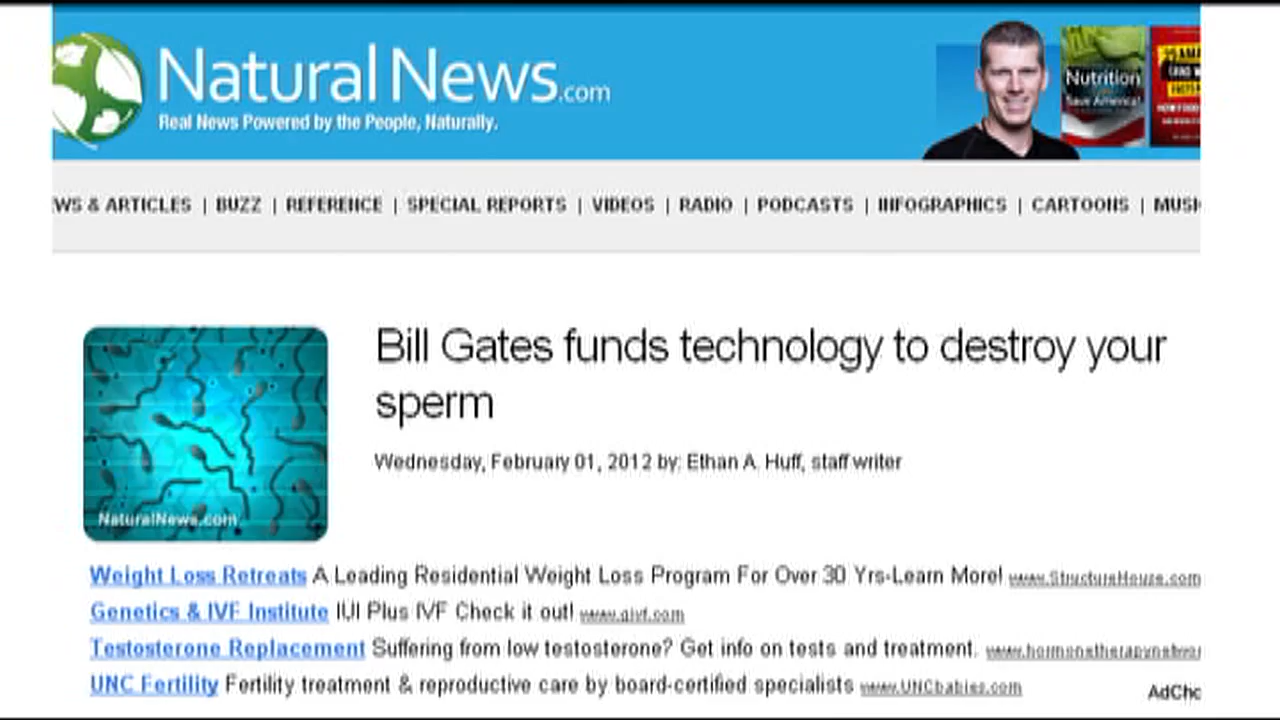 NaturalNews.com
Real News Powered by the People, Naturally.
Nutrition
Save America!
WS & ARTICLES | BUZZ | REFERENCE | SPECIAL REPORTS | VIDEOS | RADIO | PODCASTS | INFOGRAPHICS | CARTOONS | MUSI
Bill Gates funds technology to destroy your
sperm
Wednesday, February 01, 2012 by: Ethan A. Huff, staff writer
NaturalNews.com
Weight Loss Retreats A Leading Residential Weight Loss Program For Over 30 Yrs-Learn More! www.StructureHouse.com
Genetics & IVF Institute IUI Plus IVF Check it out! www.givf.com
Testosterone Replacement Suffering from low testosterone? Get info on tests and treatment.
UNC Fertility Fertility treatment & reproductive care by board-certified specialists www.UNCbabies.com
AdChc